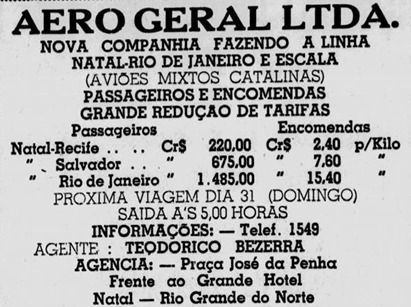 AERO GERAL LTDA.
NOVA COMPANHIA FAZENDO A LINHA
NATAL-RIO DE JANEIRO E ESCALA
(AVIÕES MIXTOS CATALINAS)
PASSAGEIROS E ENCOMENDAS
GRANDE REDUÇAO DE TARIFAS
Passageiros Encomendas
Natal-Recife .. .. Cr$ 220,00 Cr$ 2,40 p/Kilo
" Salvador .. " 675,00 " 7,60 "
" Rio de Janeiro " 1.485,00 " 15,40 "
PROXIMA VIAGEM DIA 31 (DOMINGO)
SAIDA A'S 5,00 HORAS
INFORMAÇÕES: — Telef. 1549
AGENTE : TEODORICO BEZERRA
AGENCIA: — Praça José da Penha
Frente ao Grande Hotel
Natal — Rio Grande do Norte